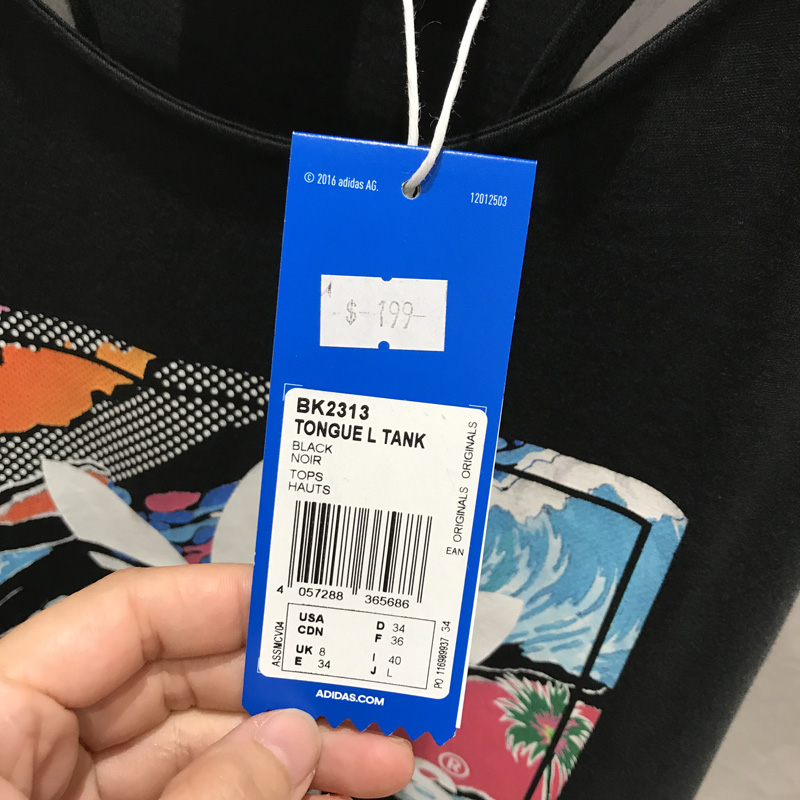 © 2016 adidas AG.
12012503
$-199-
BK2313
TONGUE L TANK
BLACK
NOIR
TOPS
HAUTS
ORIGINALS ORIGINALS
EAN
4 057288 365686
USA
CDN
UK 8
E 34
D 34
F 36
I 40
J L
ASSMCV04
PO 116989937 34
ADIDAS.COM
®